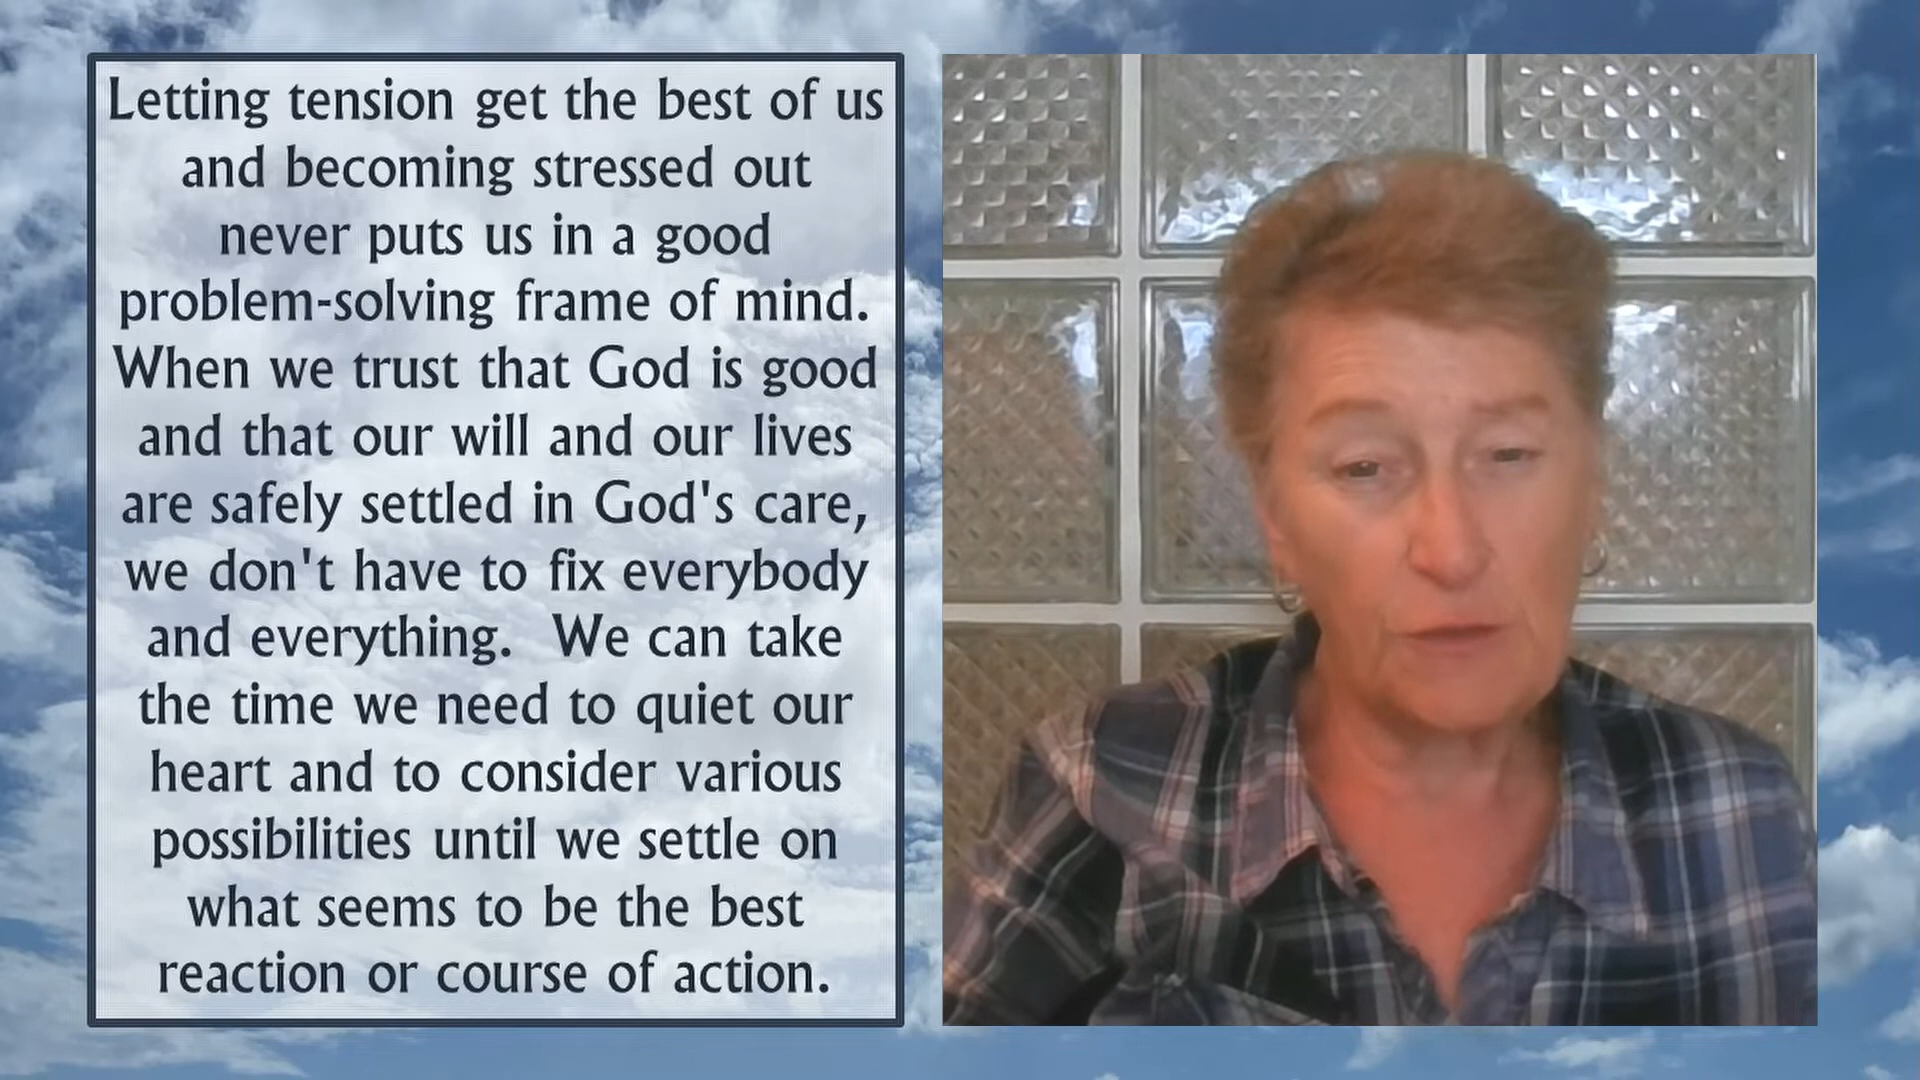 Letting tension get the best of us
and becoming stressed out
never puts us in a good
problem-solving frame of mind.
When we trust that God is good
and that our will and our lives
are safely settled in God's care,
we don't have to fix everybody
and everything.  We can take
the time we need to quiet our
heart and to consider various
possibilities until we settle on
what seems to be the best
reaction or course of action.